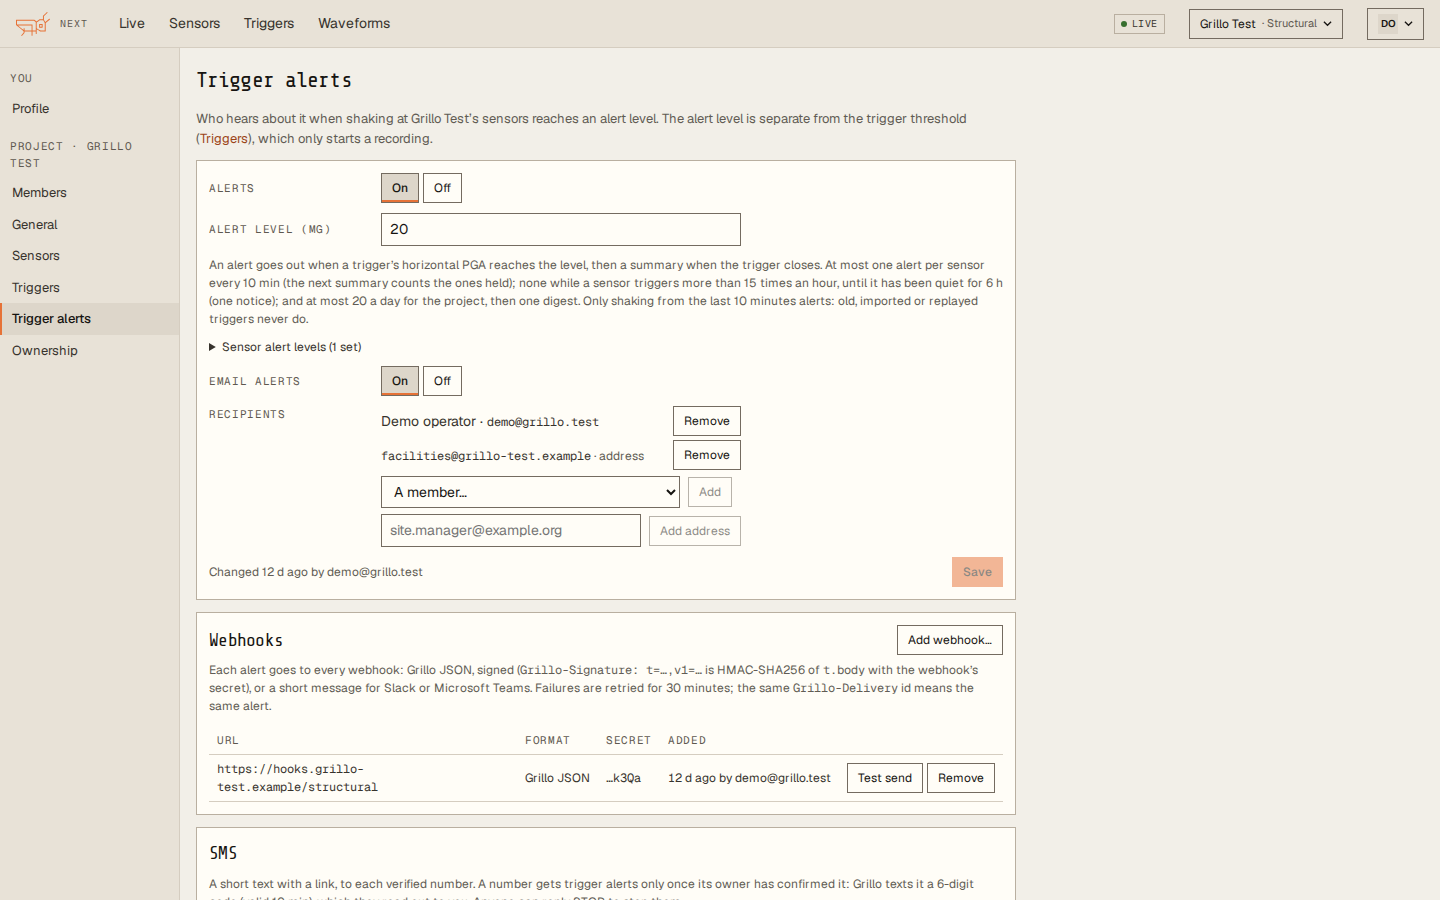 NEXT
Live
Sensors
Triggers
Waveforms
LIVE
Grillo Test · Structural
DO
YOU
Profile
PROJECT · GRILLO
TEST
Members
General
Sensors
Triggers
Trigger alerts
Ownership
Trigger alerts
Who hears about it when shaking at Grillo Test's sensors reaches an alert level. The alert level is separate from the trigger threshold
(Triggers), which only starts a recording.
ALERTS
On
Off
ALERT LEVEL (MG)
20
An alert goes out when a trigger's horizontal PGA reaches the level, then a summary when the trigger closes. At most one alert per sensor
every 10 min (the next summary counts the ones held); none while a sensor triggers more than 15 times an hour, until it has been quiet for 6 h
(one notice); and at most 20 a day for the project, then one digest. Only shaking from the last 10 minutes alerts: old, imported or replayed
triggers never do.
Sensor alert levels (1 set)
EMAIL ALERTS
On
Off
RECIPIENTS
Demo operator · demo@grillo.test
Remove
facilities@grillo-test.example · address
Remove
A member…
Add
site.manager@example.org
Add address
Changed 12 d ago by demo@grillo.test
Save
Webhooks
Add webhook…
Each alert goes to every webhook: Grillo JSON, signed (Grillo-Signature: t=…,v1=… is HMAC-SHA256 of t.body with the webhook's
secret), or a short message for Slack or Microsoft Teams. Failures are retried for 30 minutes; the same Grillo-Delivery id means the
same alert.
URL
FORMAT
SECRET
ADDED
https://hooks.grillo-
test.example/structural
Grillo JSON
…k3Qa
12 d ago by demo@grillo.test
Test send
Remove
SMS
A short text with a link, to each verified number. A number gets trigger alerts only once its owner has confirmed it: Grillo texts it a 6-digit